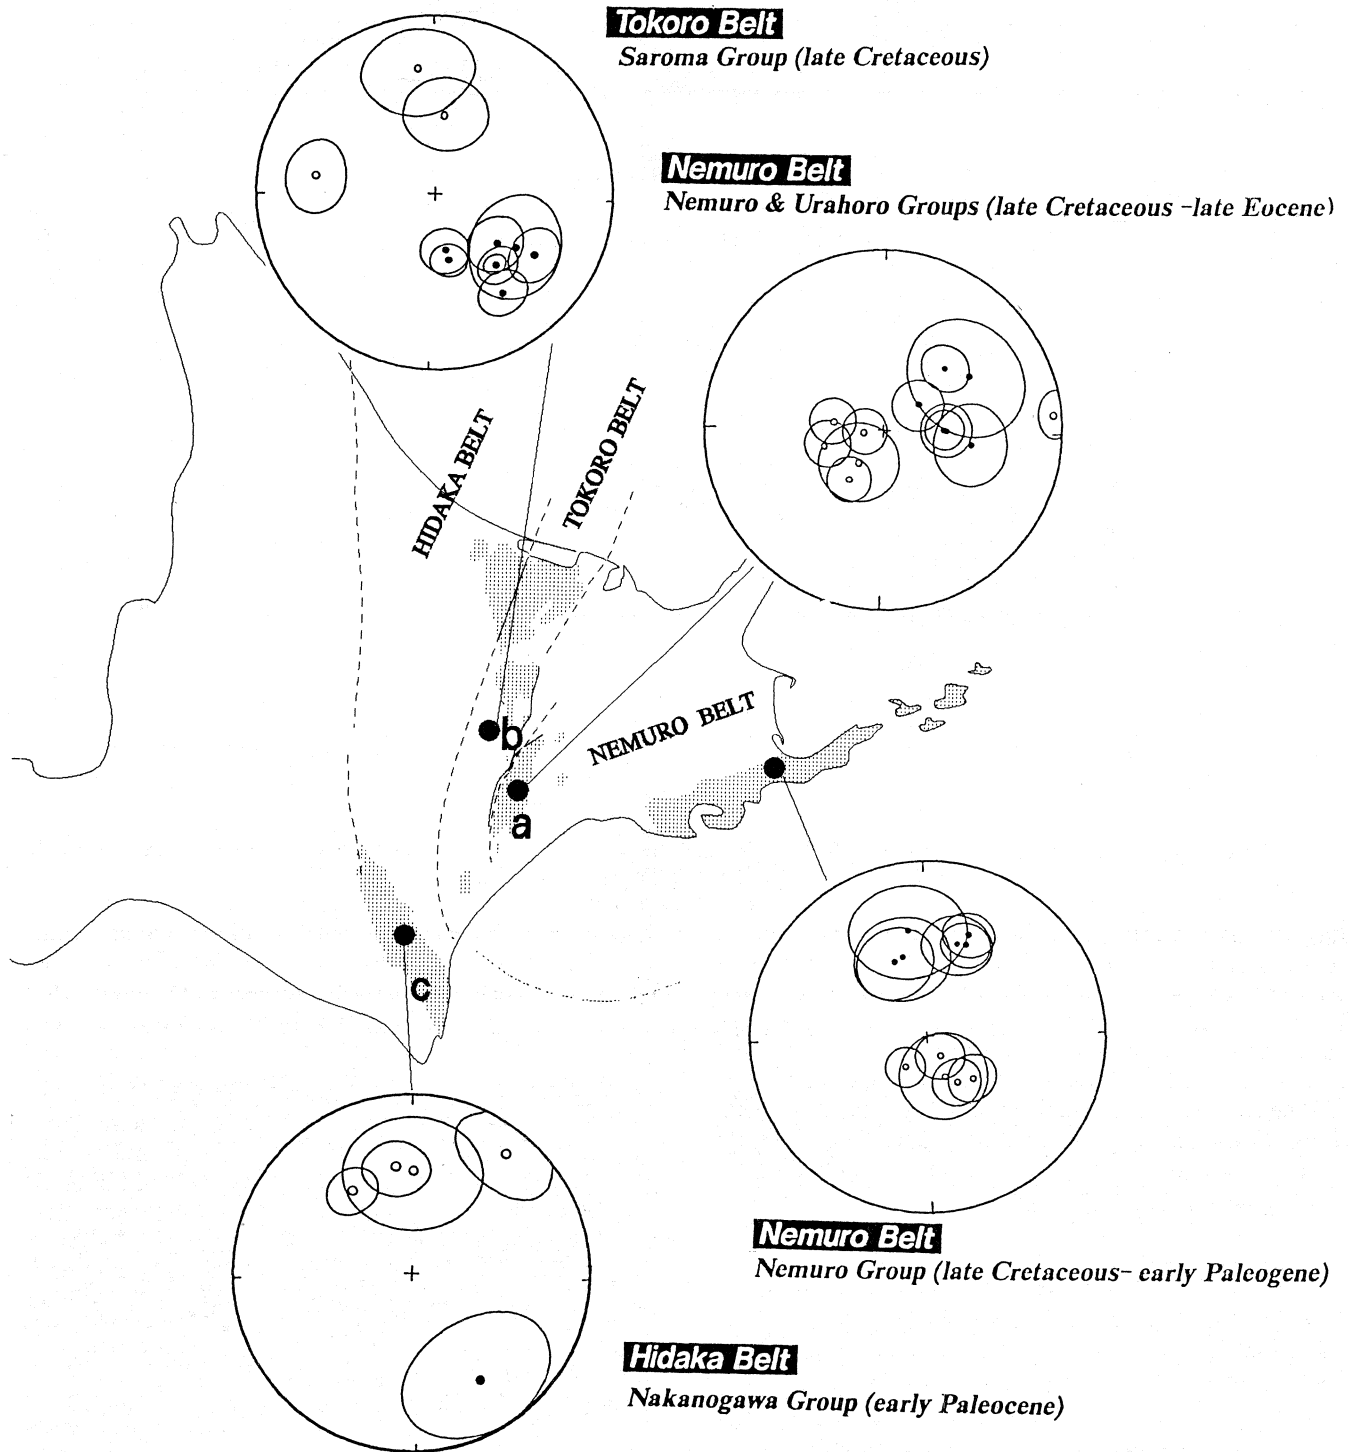 Tokoro Belt
Saroma Group (late Cretaceous)
Nemuro Belt
Nemuro & Urahoro Groups (late Cretaceous -late Eocene)
HIDAKA BELT
TOKORO BELT
NEMURO BELT
b
a
c
Nemuro Belt
Nemuro Group (late Cretaceous- early Paleogene)
Hidaka Belt
Nakanogawa Group (early Paleocene)